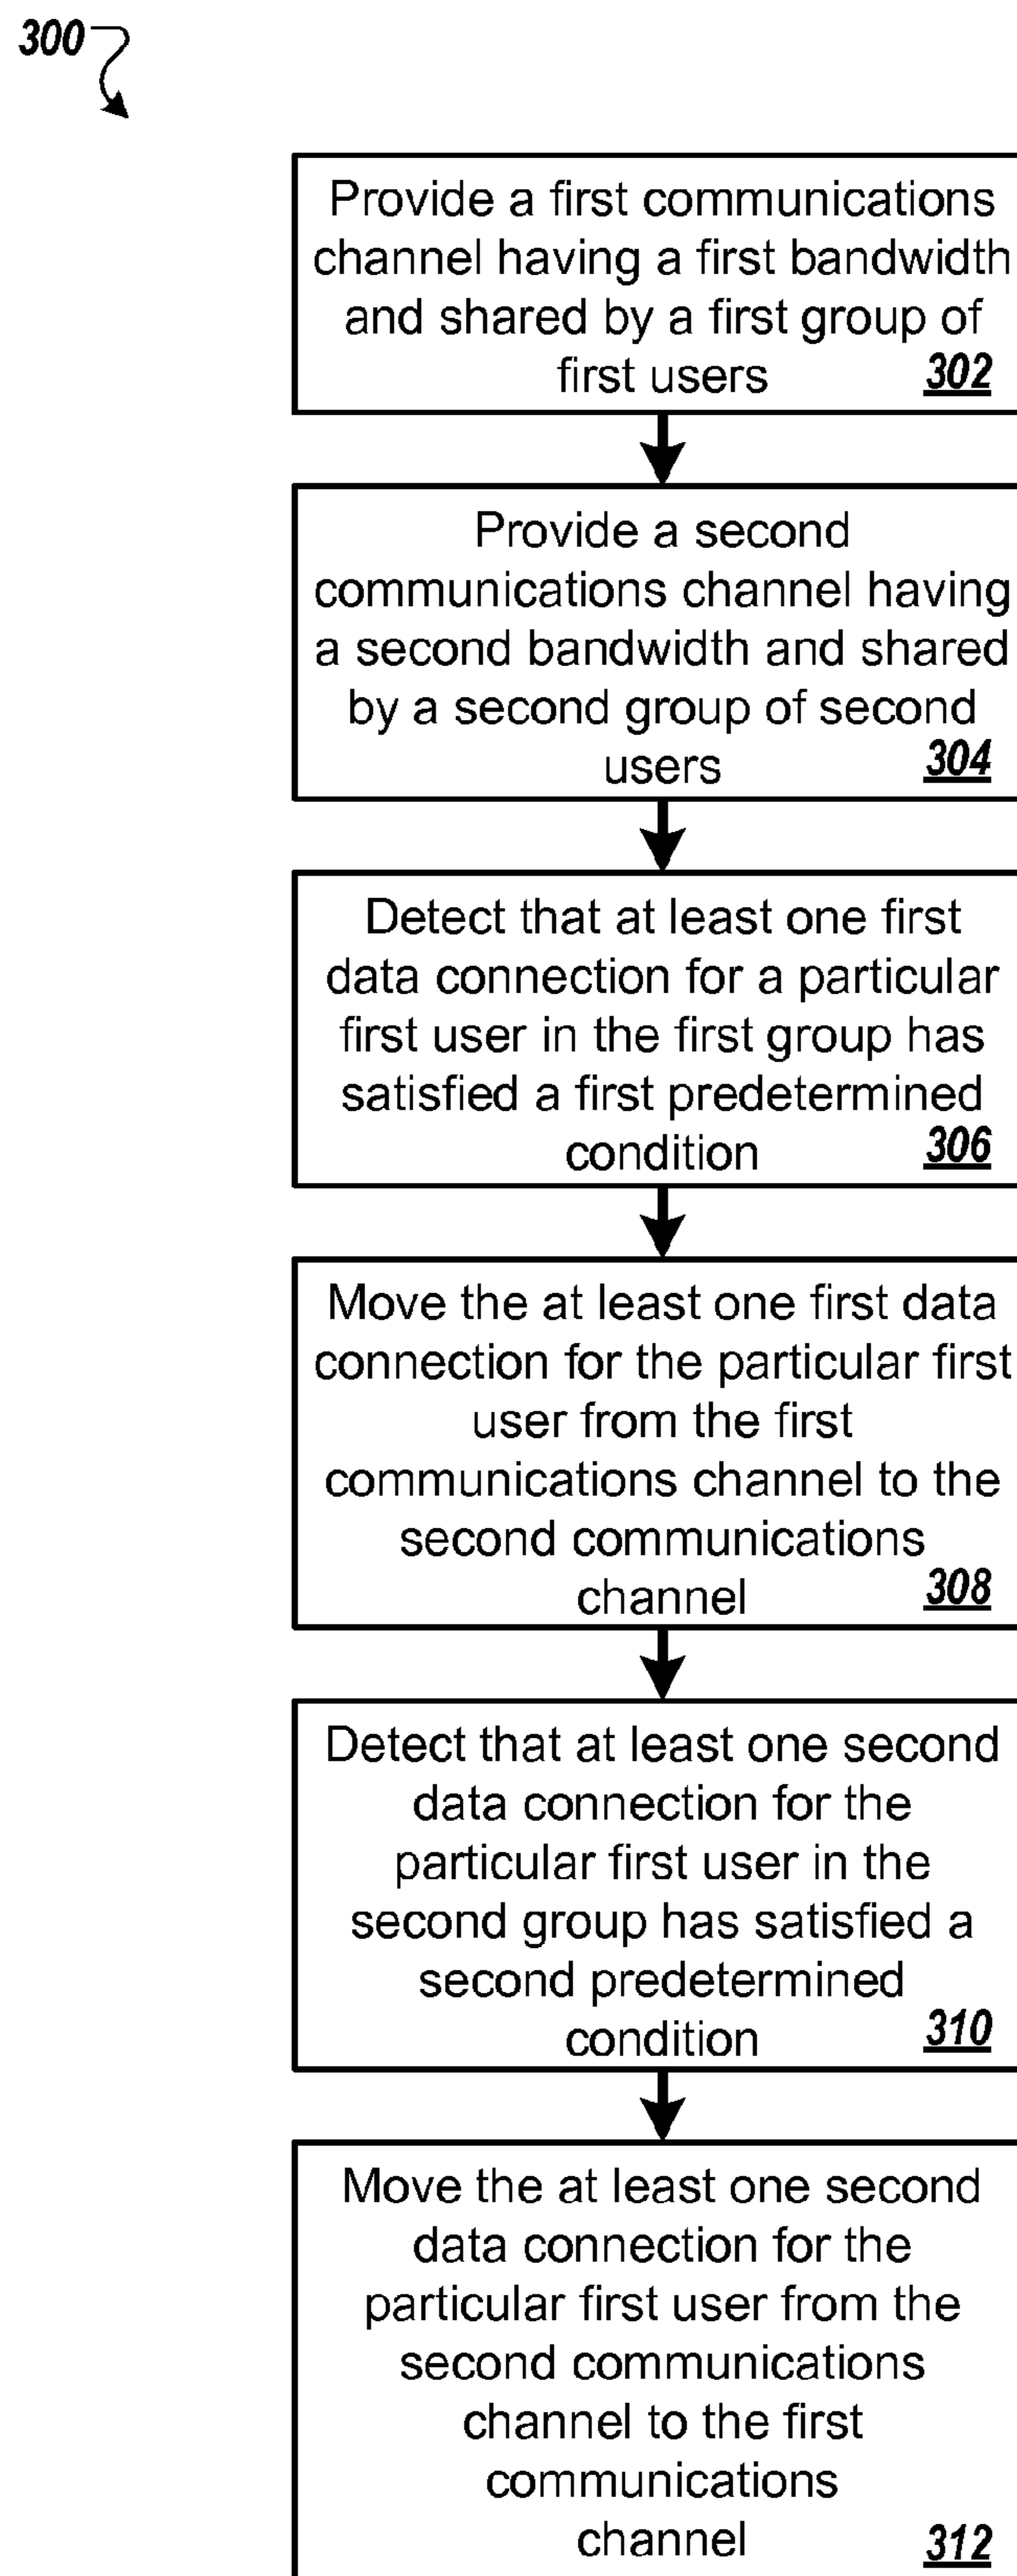 300
Provide a first communications
channel having a first bandwidth
and shared by a first group of
first users 302
Provide a second
communications channel having
a second bandwidth and shared
by a second group of second
users 304
Detect that at least one first
data connection for a particular
first user in the first group has
satisfied a first predetermined
condition 306
Move the at least one first data
connection for the particular first
user from the first
communications channel to the
second communications
channel 308
Detect that at least one second
data connection for the
particular first user in the
second group has satisfied a
second predetermined
condition 310
Move the at least one second
data connection for the
particular first user from the
second communications
channel to the first
communications
channel 312